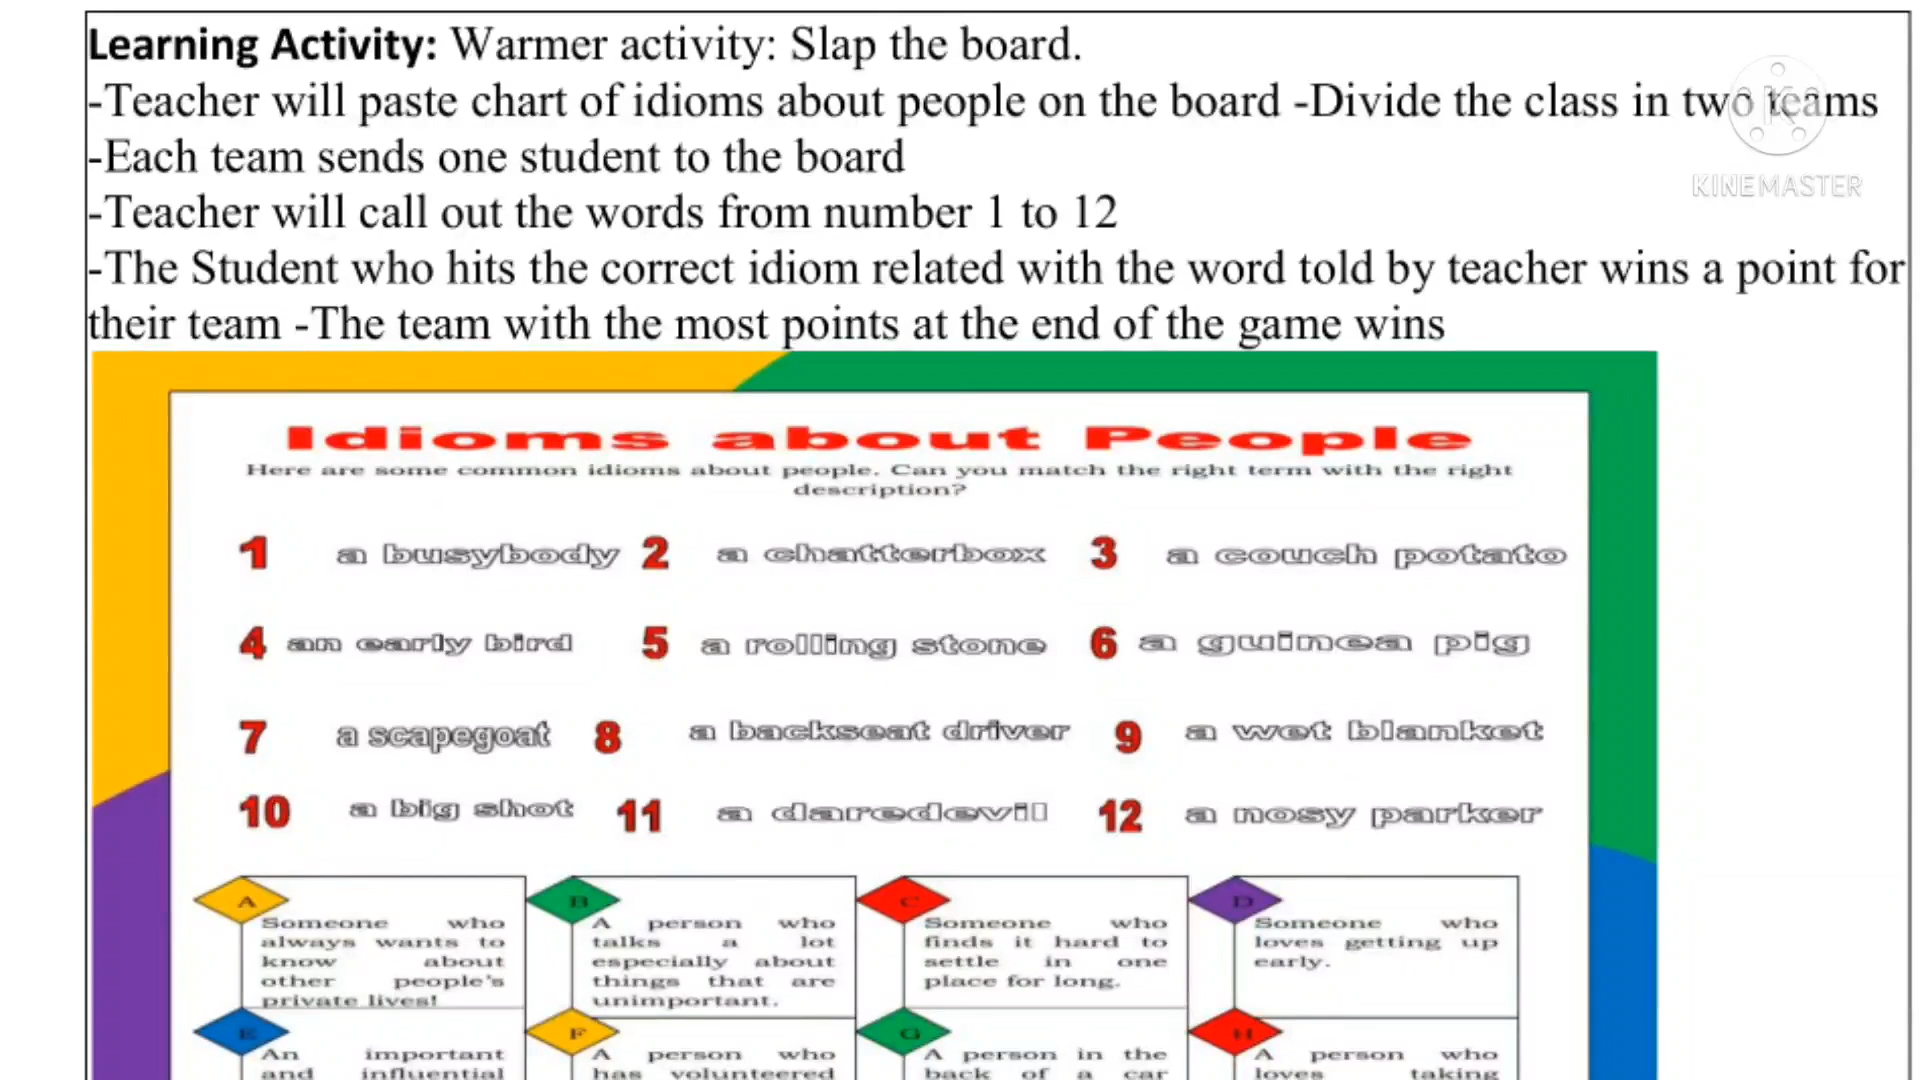 Learning Activity: Warmer activity: Slap the board.
-Teacher will paste chart of idioms about people on the board -Divide the class in two teams
-Each team sends one student to the board
-Teacher will call out the words from number 1 to 12
-The Student who hits the correct idiom related with the word told by teacher wins a point for
their team -The team with the most points at the end of the game wins
KINEMASTER
Idioms about People
Here are some common idioms about people. Can you match the right term with the right
description?
1 a busybody 2 a chatterbox 3 a couch potato
4 an early bird 5 a rolling stone 6 a guinea pig
7 a scapegoat 8 a backseat driver 9 a wet blanket
10 a big shot 11 a daredevil 12 a nosy parker
A
Someone who
always wants to
know about
other people's
private lives!
B
A person who
talks a lot
especially about
things that are
unimportant.
C
Someone who
finds it hard to
settle in one
place for long.
D
Someone who
loves getting up
early.
E
An important
and influential
F
A person who
has volunteered
G
A person in the
back of a car
H
A person who
loves taking